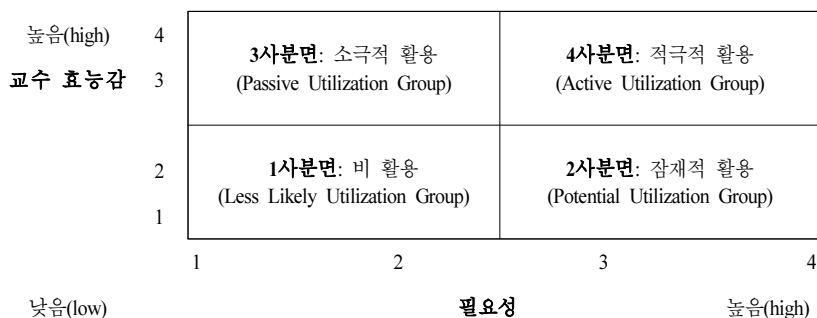 높음(high) 4
3사분면: 소극적 활용 4사분면: 적극적 활용
교수 효능감 3 (Passive Utilization Group) (Active Utilization Group)
2 1사분면: 비 활용 2사분면: 잠재적 활용
(Less Likely Utilization Group) (Potential Utilization Group)
1
1 2 3 4
낮음(low) 필요성 높음(high)